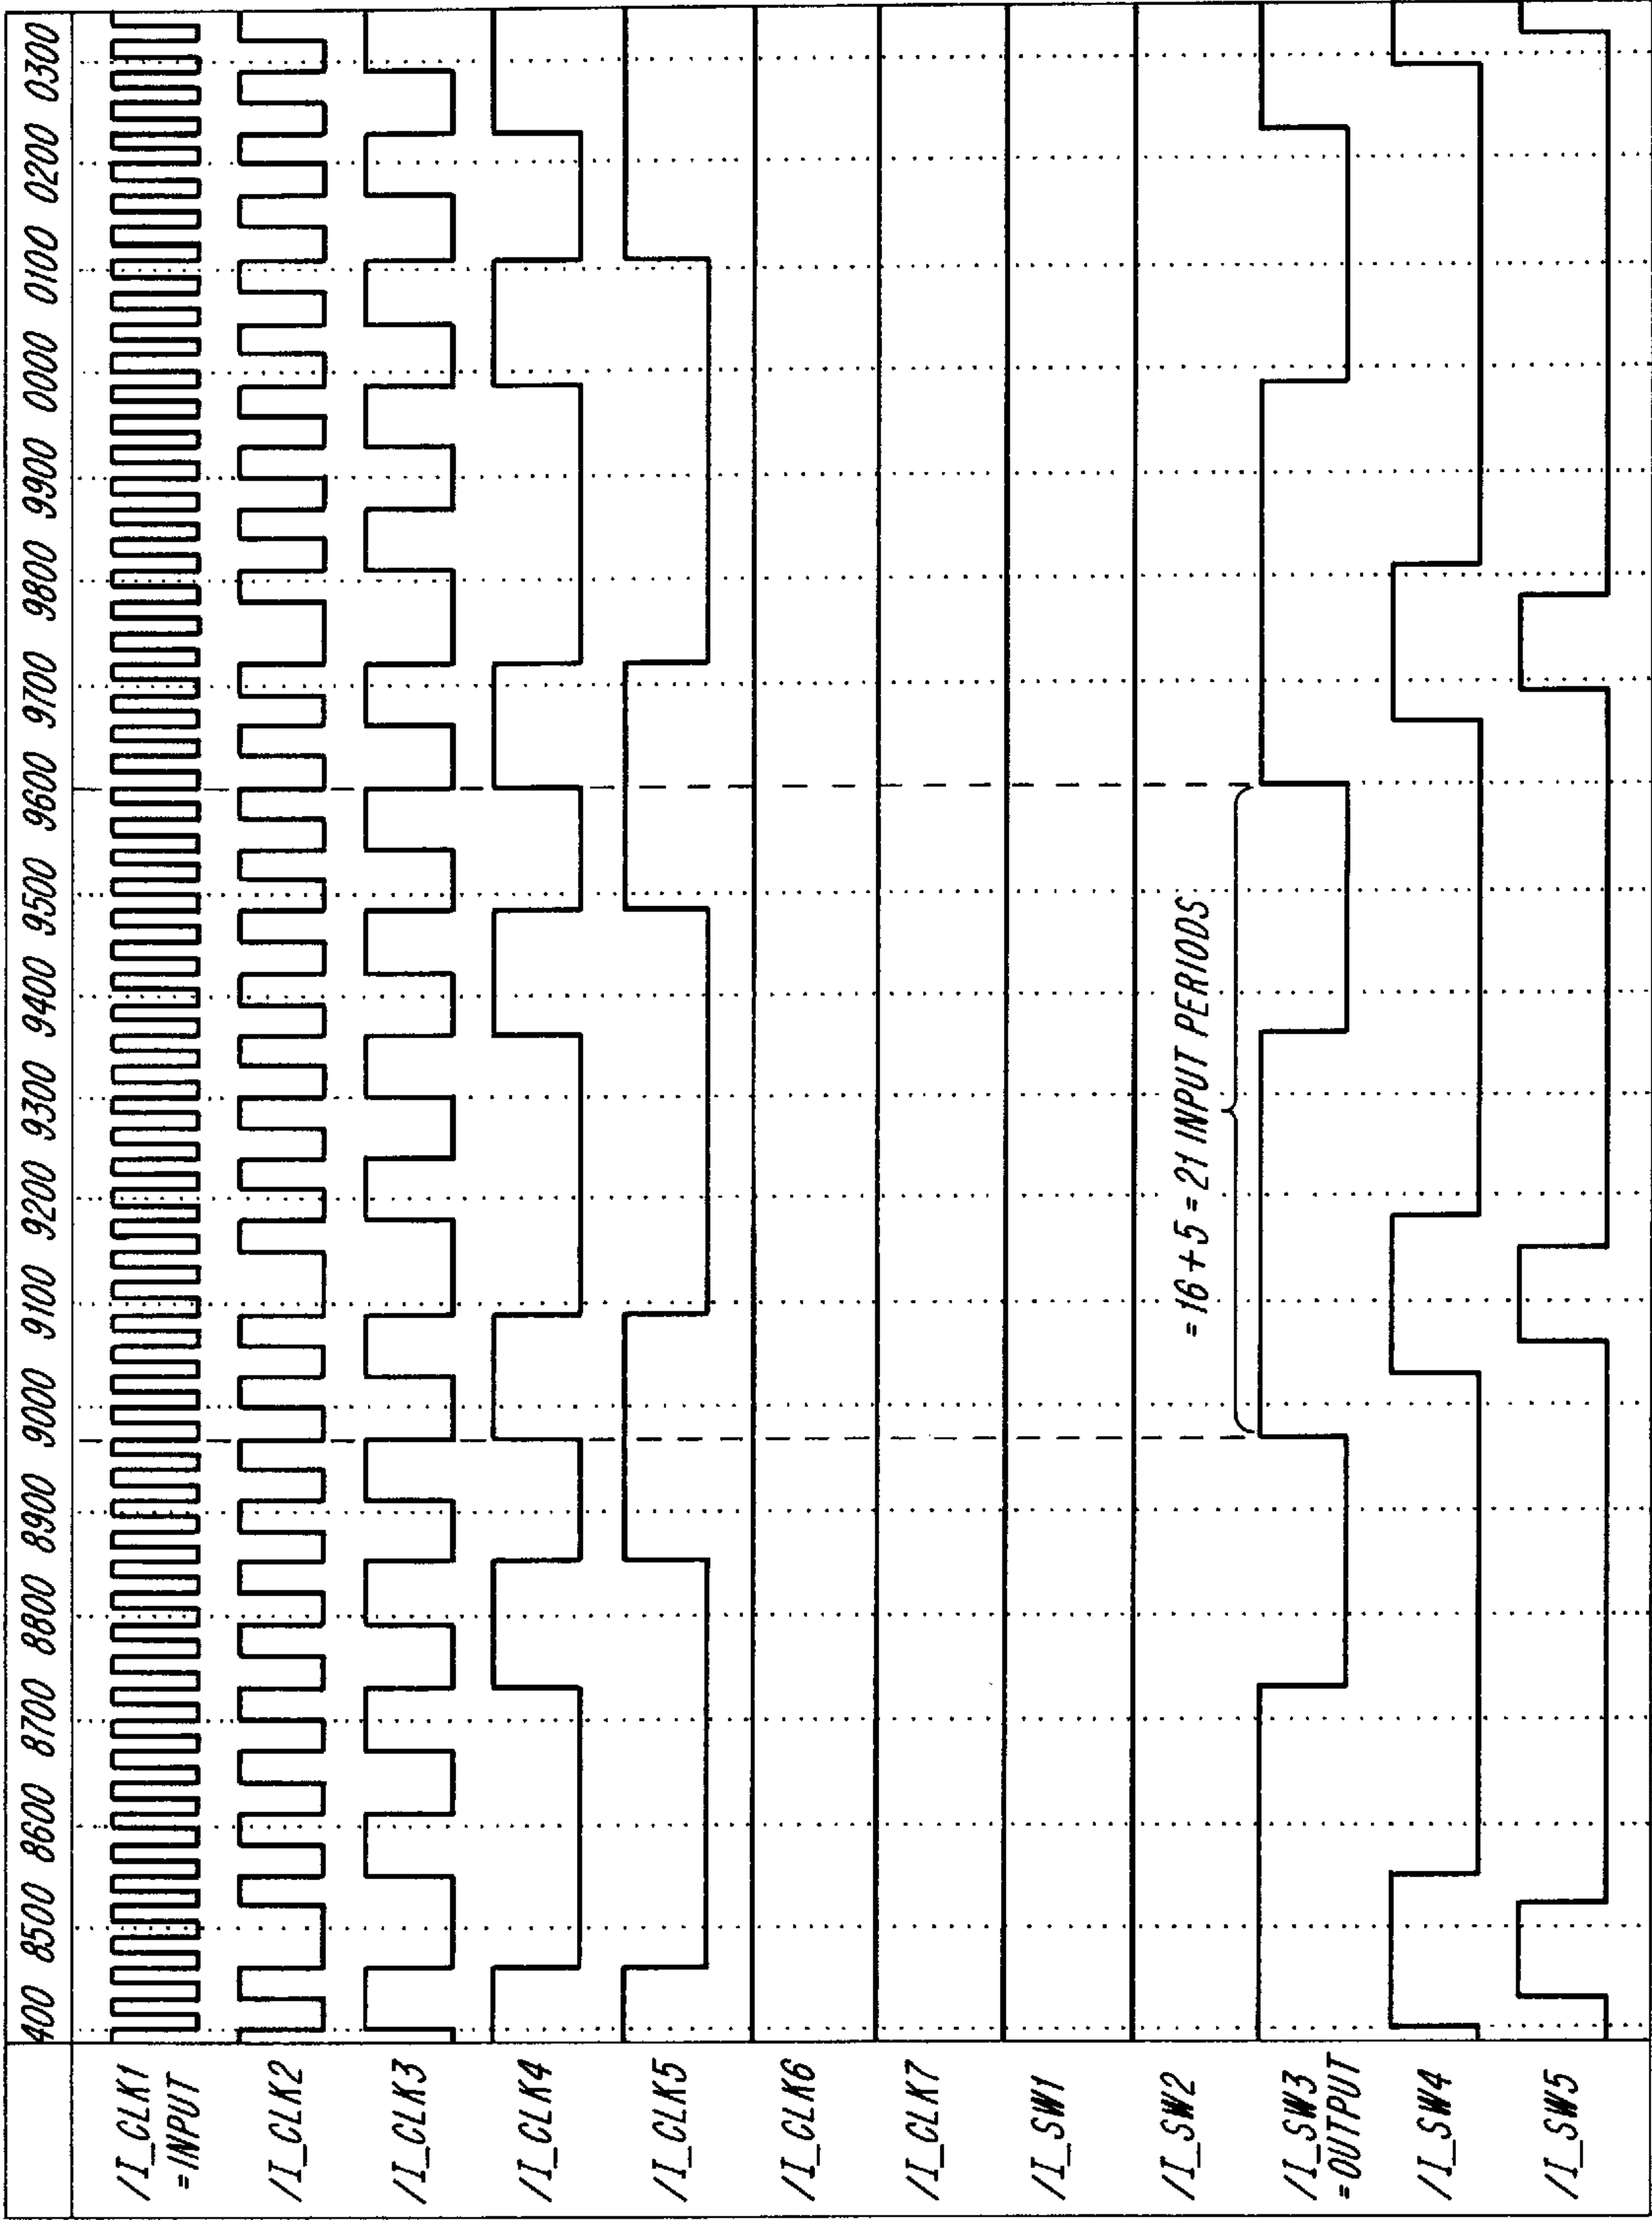 400 8500 8600 8700 8800 8900 9000 9100 9200 9300 9400 9500 9600 9700 9800 9900 0000 0100 0200 0300
/I_CLK1
=INPUT
/I_CLK2
/I_CLK3
/I_CLK4
/I_CLK5
/I_CLK6
/I_CLK7
/I_SW1
/I_SW2
=16+5=21 INPUT PERIODS
/I_SW3
=OUTPUT
/I_SW4
/I_SW5